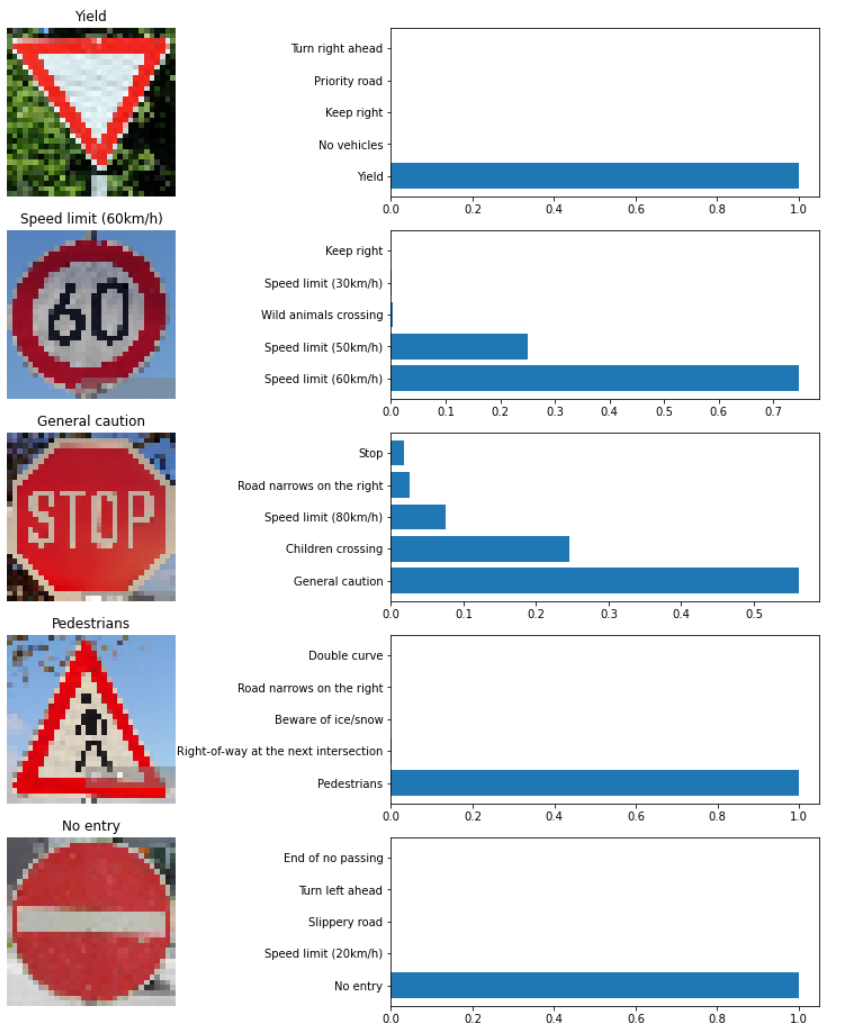 Yield
Turn right ahead
Priority road
Keep right
No vehicles
Yield
0.0 0.2 0.4 0.6 0.8 1.0
Speed limit (60km/h)
60
Keep right
Speed limit (30km/h)
Wild animals crossing
Speed limit (50km/h)
Speed limit (60km/h)
0.0 0.1 0.2 0.3 0.4 0.5 0.6 0.7
General caution
STOP
Stop
Road narrows on the right
Speed limit (80km/h)
Children crossing
General caution
0.0 0.1 0.2 0.3 0.4 0.5
Pedestrians
Double curve
Road narrows on the right
Beware of ice/snow
Right-of-way at the next intersection
Pedestrians
0.0 0.2 0.4 0.6 0.8 1.0
No entry
End of no passing
Turn left ahead
Slippery road
Speed limit (20km/h)
No entry
0.0 0.2 0.4 0.6 0.8 1.0